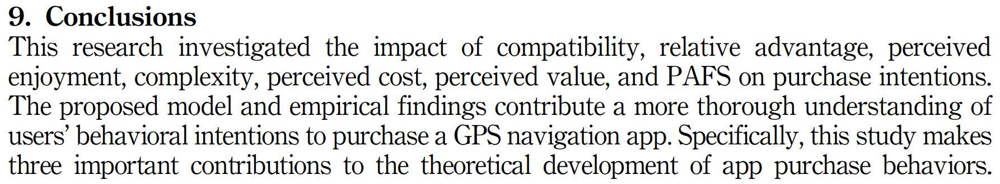 9. Conclusions
This research investigated the impact of compatibility, relative advantage, perceived
enjoyment, complexity, perceived cost, perceived value, and PAFS on purchase intentions.
The proposed model and empirical findings contribute a more thorough understanding of
users’ behavioral intentions to purchase a GPS navigation app. Specifically, this study makes
three important contributions to the theoretical development of app purchase behaviors.